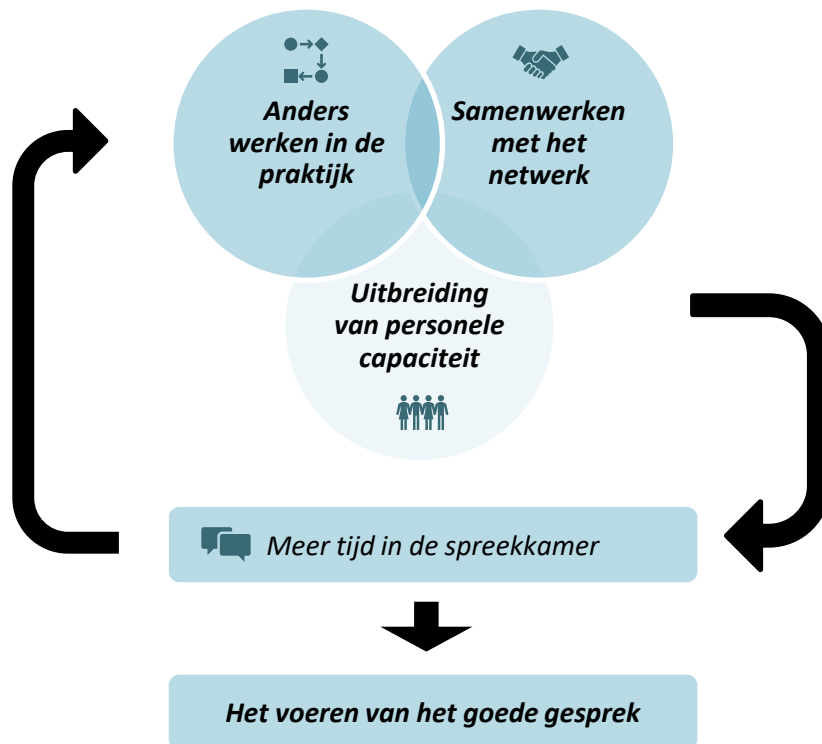 Anders
werken in de
praktijk
Samenwerken
met het
netwerk
Uitbreiding
van personele
capaciteit
Meer tijd in de spreekkamer
Het voeren van het goede gesprek